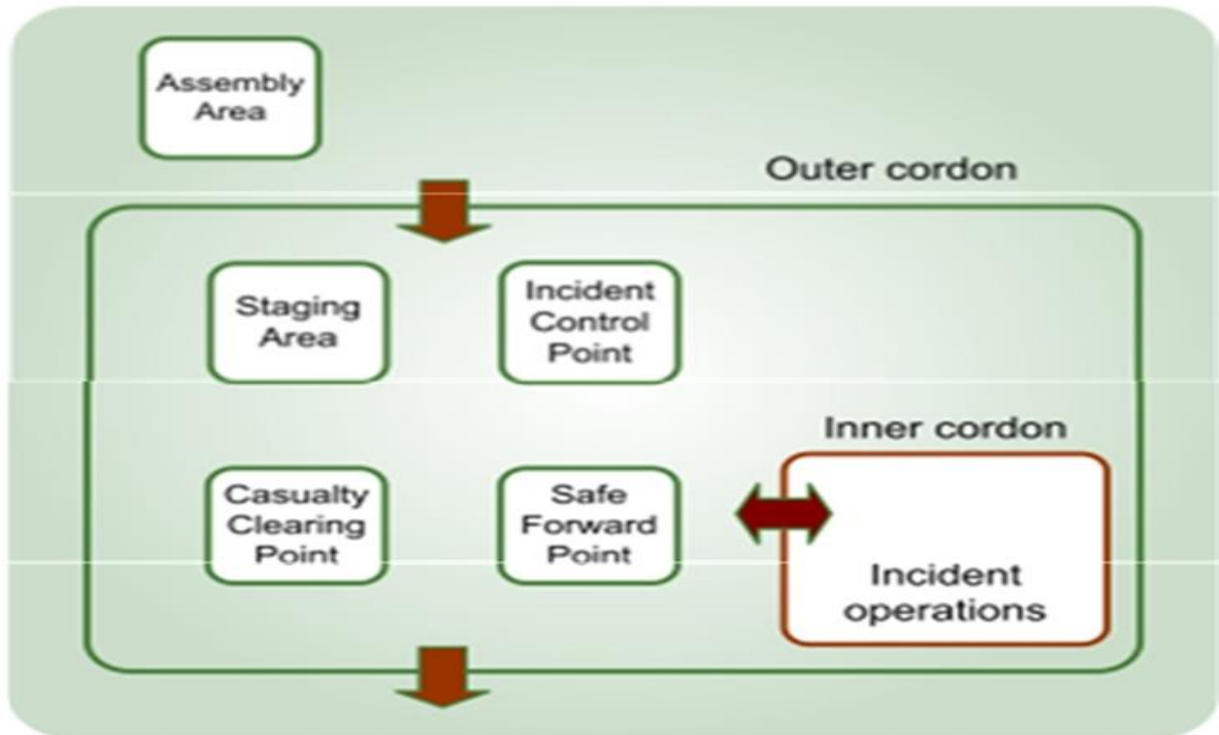 Assembly
Area
Outer cordon
Staging
Area
Incident
Control
Point
Inner cordon
Casualty
Clearing
Point
Safe
Forward
Point
Incident
operations